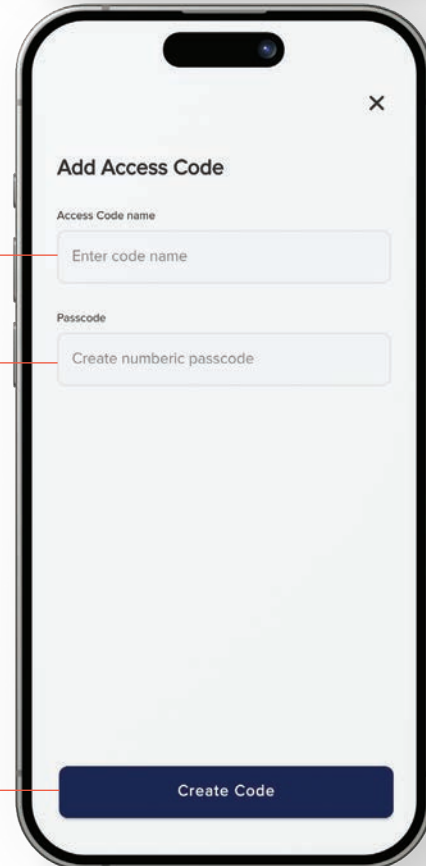 Add Access Code
Access Code name
Enter code name
Passcode
Create numberic passcode
Create Code